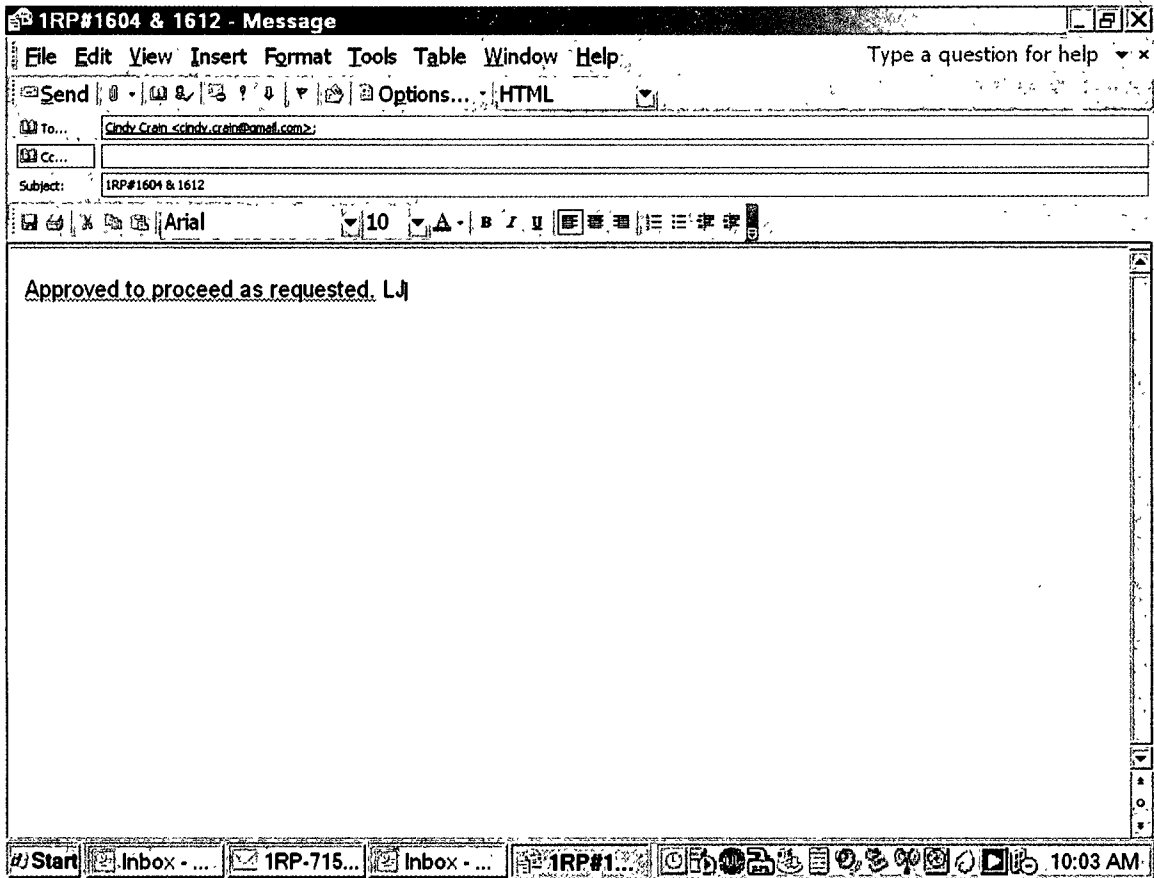 1RP#1604 & 1612 - Message
File Edit View Insert Format Tools Table Window Help Type a question for help
Send Options... HTML
To... Cindy Crain <cindy.crain@gmail.com>;
Cc...
Subject: 1RP#1604 & 1612
Arial 10 A B I U
Approved to proceed as requested. LJ
Start Inbox - ... 1RP-715... Inbox - ... 1RP#1... 10:03 AM